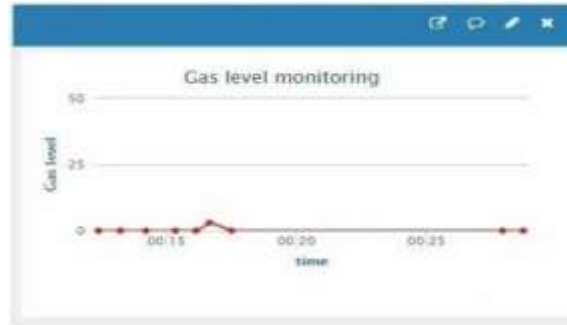 Gas level monitoring
50
25
0
Gas level
00:15 00:20 00:25
time